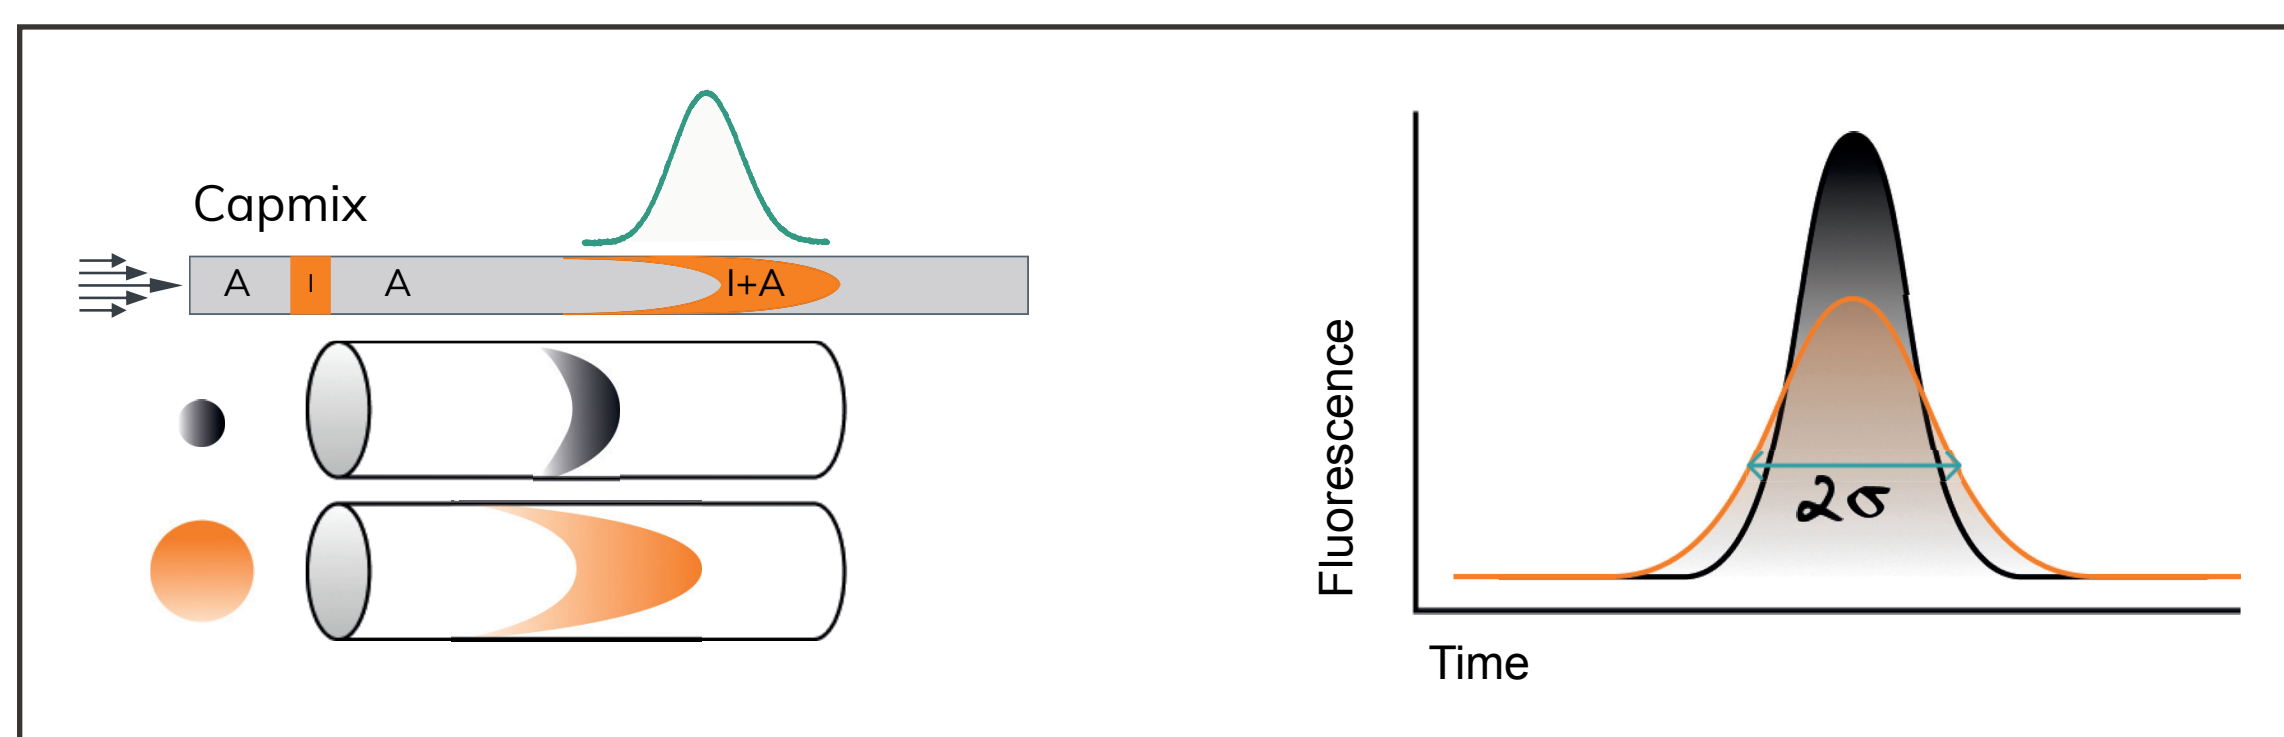 Capmix
A I A I+A
Fluorescence
2σ
Time